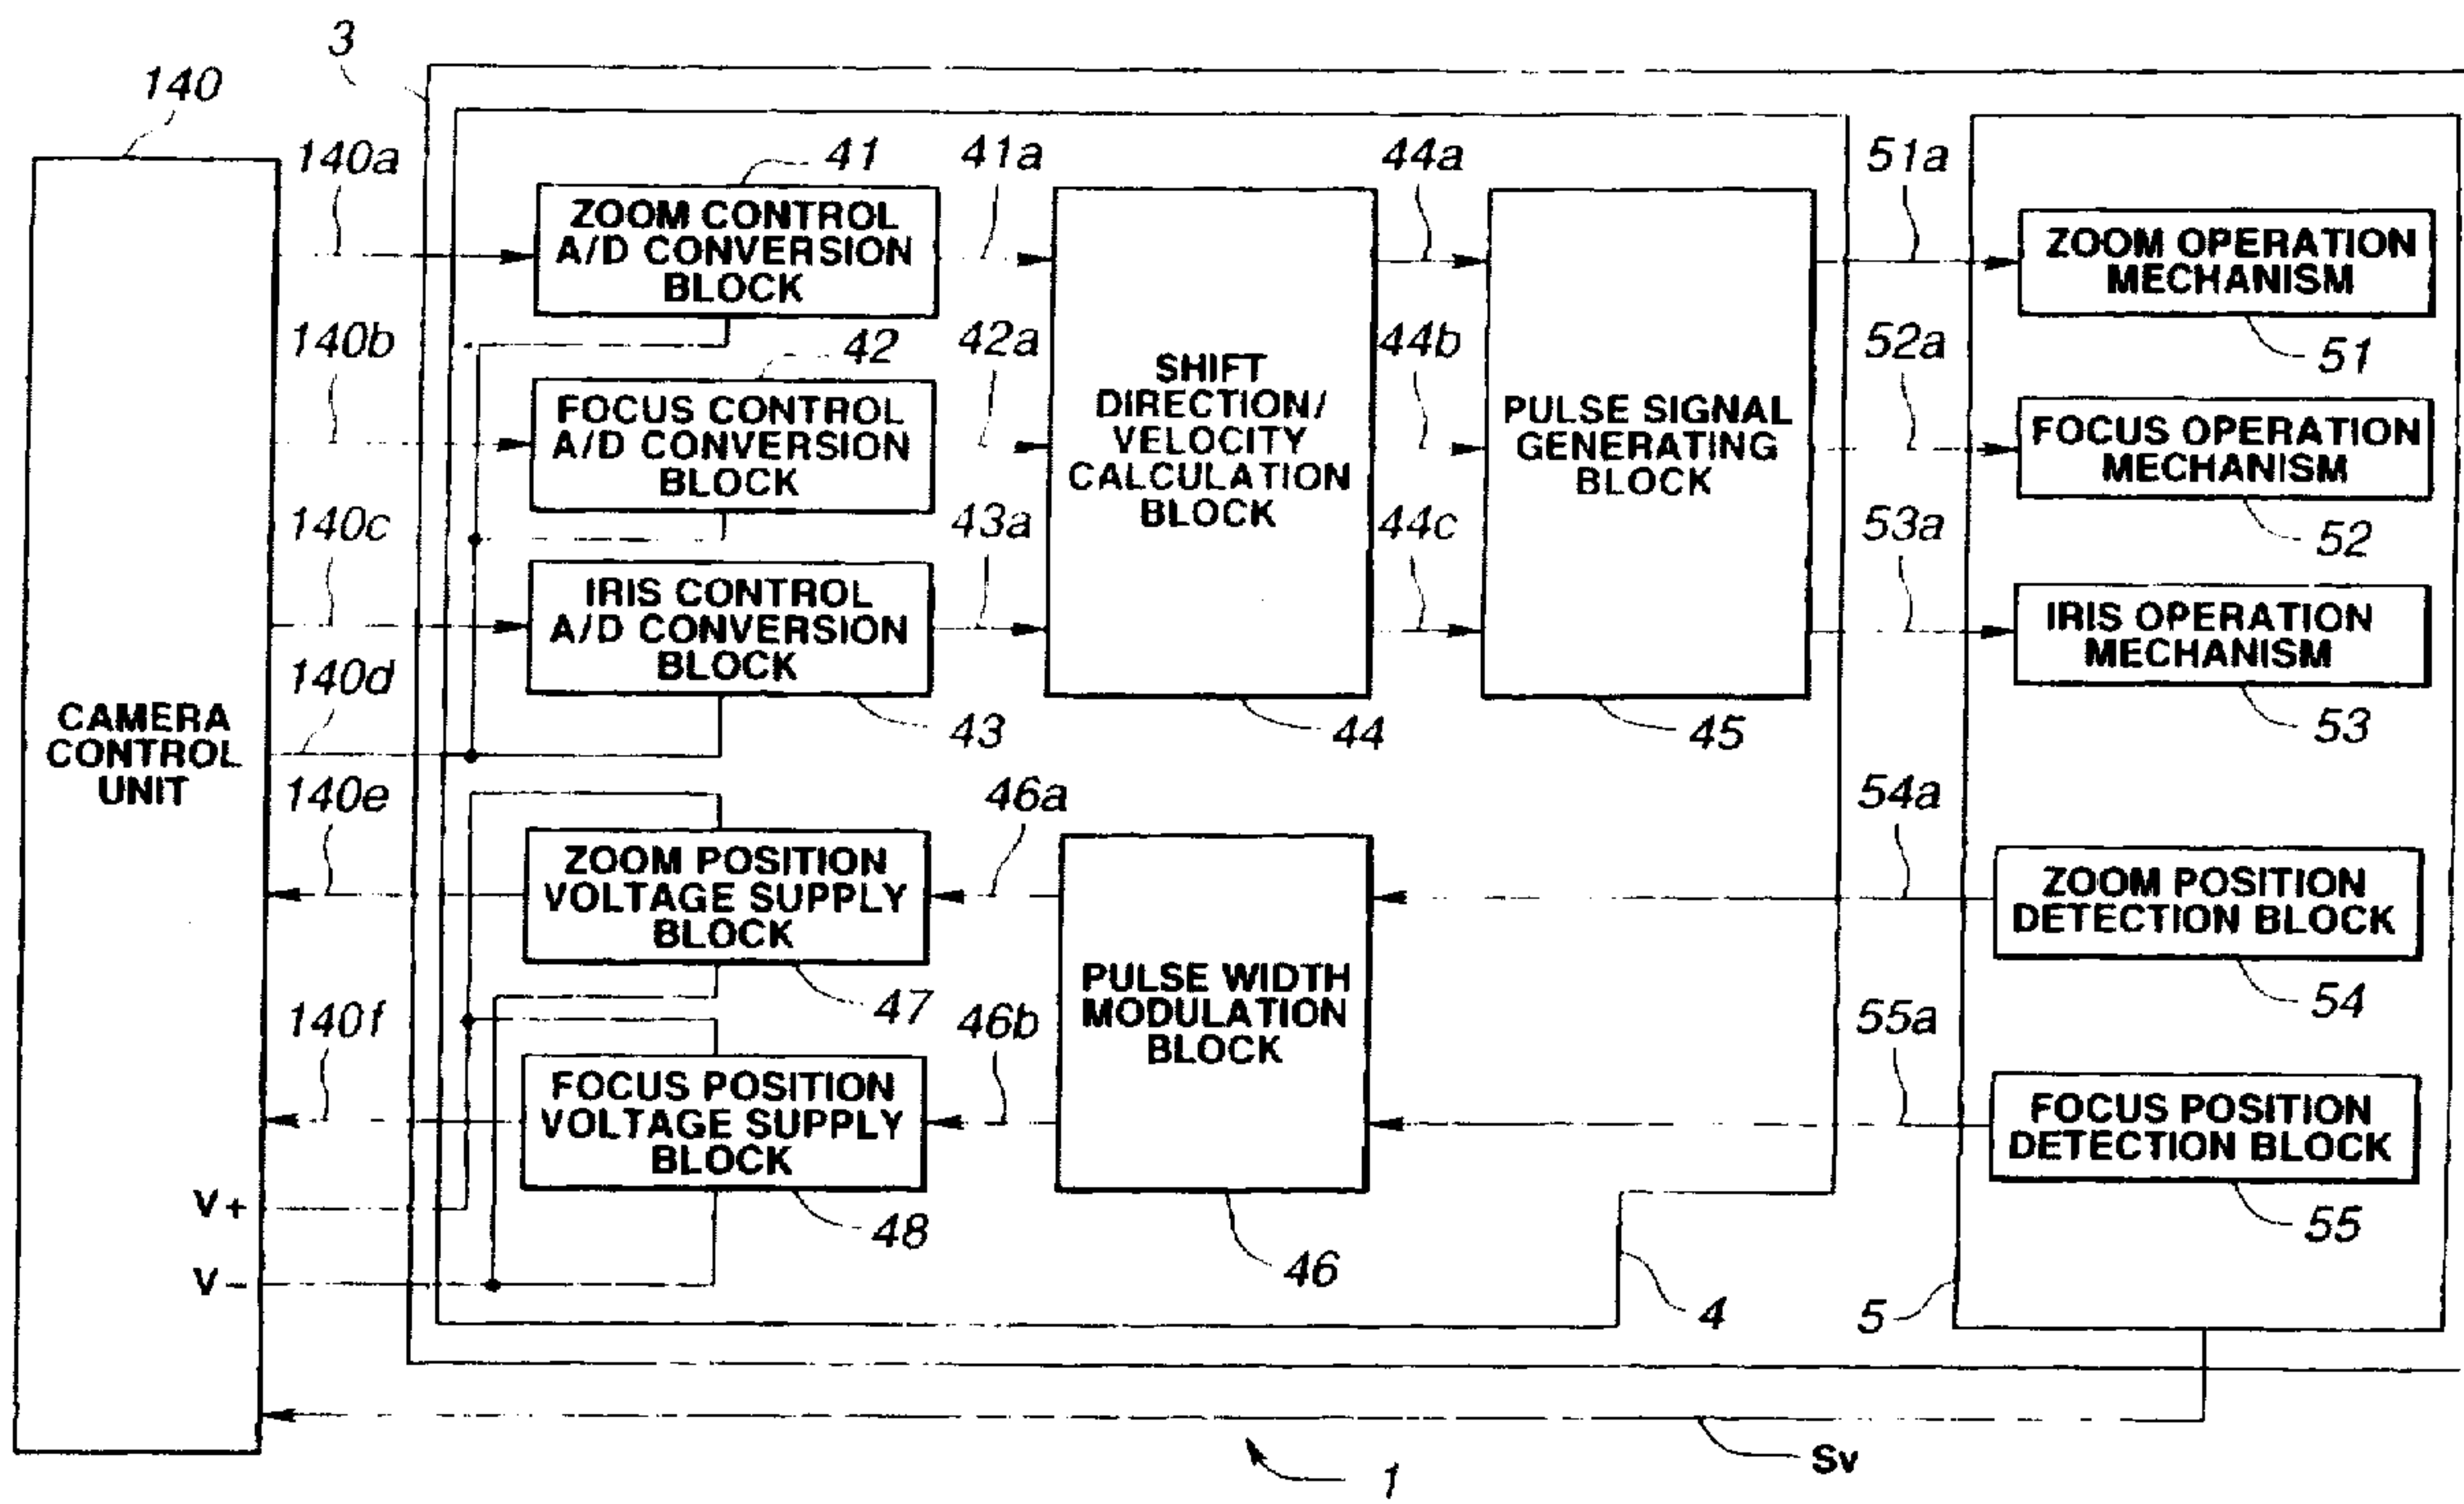 3
140
140a
41
41a
44a
51a
ZOOM CONTROL
A/D CONVERSION
BLOCK
ZOOM OPERATION
MECHANISM
51
140b
42
42a
44b
52a
FOCUS CONTROL
A/D CONVERSION
BLOCK
SHIFT
DIRECTION/
VELOCITY
CALCULATION
BLOCK
PULSE SIGNAL
GENERATING
BLOCK
FOCUS OPERATION
MECHANISM
52
140c
43a
44c
53a
IRIS CONTROL
A/D CONVERSION
BLOCK
IRIS OPERATION
MECHANISM
53
140d
43
44
45
CAMERA
CONTROL
UNIT
140e
46a
54a
ZOOM POSITION
VOLTAGE SUPPLY
BLOCK
ZOOM POSITION
DETECTION BLOCK
54
47
PULSE WIDTH
MODULATION
BLOCK
140f
46b
55a
FOCUS POSITION
VOLTAGE SUPPLY
BLOCK
FOCUS POSITION
DETECTION BLOCK
55
48
46
V+
V-
4
5
Sv
1